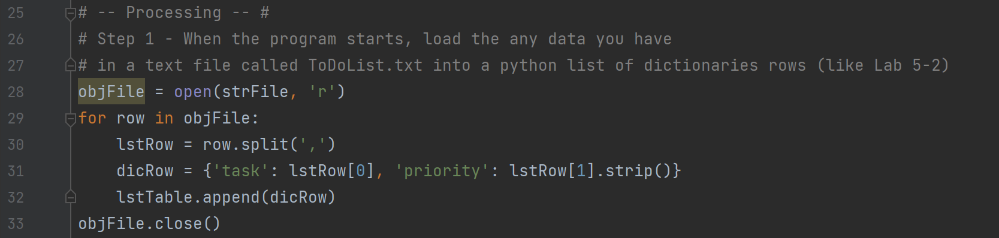 25 # -- Processing -- #
26 # Step 1 - When the program starts, load the any data you have
27 # in a text file called ToDoList.txt into a python list of dictionaries rows (like Lab 5-2)
28 objFile = open(strFile, 'r')
29 for row in objFile:
30     lstRow = row.split(',')
31     dicRow = {'task': lstRow[0], 'priority': lstRow[1].strip()}
32     lstTable.append(dicRow)
33 objFile.close()